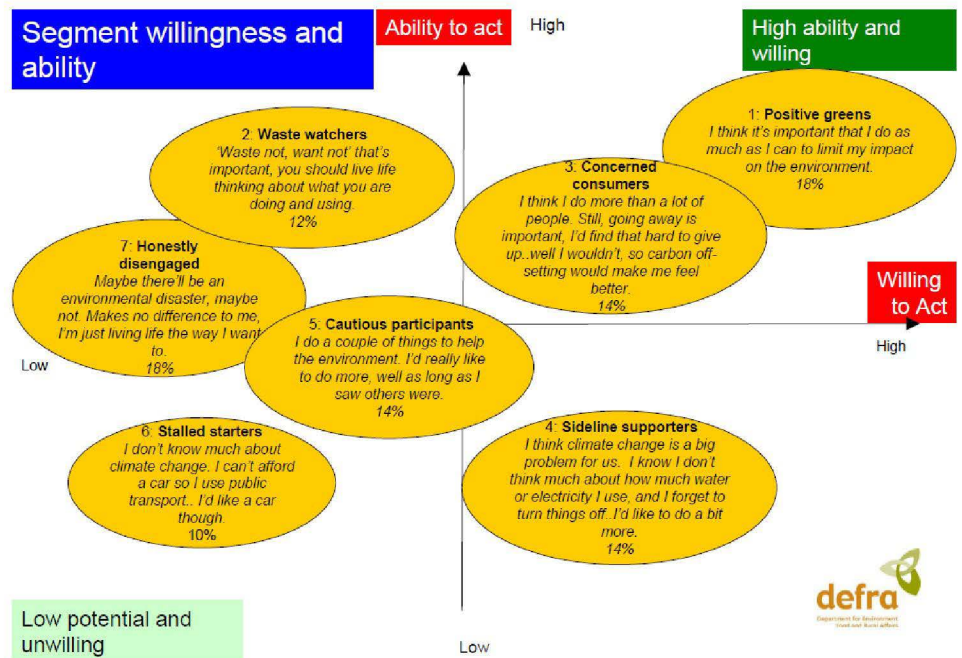 Segment willingness and
ability
Ability to act
High
High ability and
willing
1: Positive greens
I think it's important that I do as
much as I can to limit my impact
on the environment.
18%
2: Waste watchers
'Waste not, want not' that's
important, you should live life
thinking about what you are
doing and using.
12%
3: Concerned
consumers
I think I do more than a lot of
people. Still, going away is
important, I'd find that hard to give
up..well I wouldn't, so carbon off-
setting would make me feel
better.
14%
7: Honestly
disengaged
Maybe there'll be an
environmental disaster, maybe
not. Makes no difference to me,
I'm just living life the way I want
to.
18%
Willing
to Act
5: Cautious participants
I do a couple of things to help
the environment. I'd really like
to do more, well as long as I
saw others were.
14%
Low
High
6: Stalled starters
I don't know much about
climate change. I can't afford
a car so I use public
transport.. I'd like a car
though.
10%
4: Sideline supporters
I think climate change is a big
problem for us. I know I don't
think much about how much water
or electricity I use, and I forget to
turn things off..I'd like to do a bit
more.
14%
defra
Department for Environment
Food and Rural Affairs
Low potential and
unwilling
Low